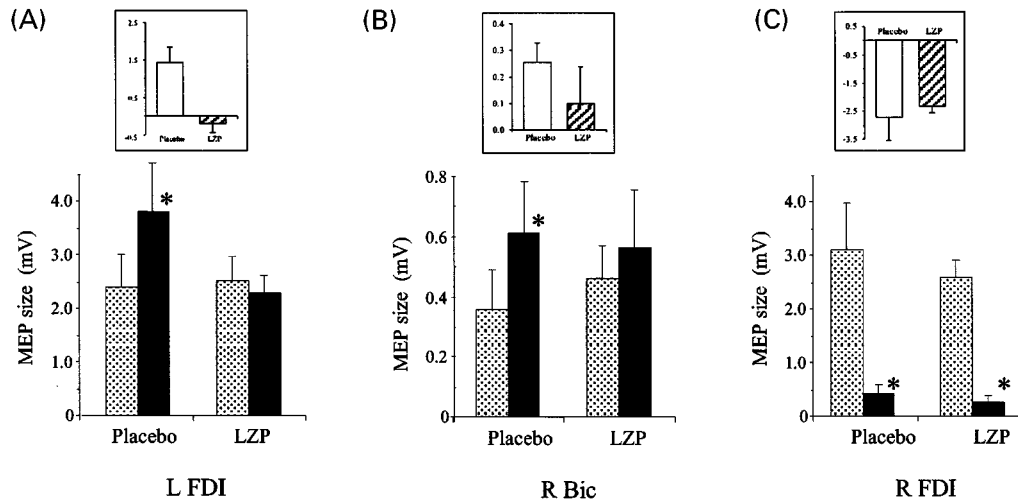 (A)
1.5
0.5
-0.5
Placebo
LZP
MEP size (mV)
4.0
3.0
2.0
1.0
0
Placebo LZP
L FDI
(B)
0.4
0.3
0.2
0.1
0.0
Placebo LZP
MEP size (mV)
0.8
0.6
0.4
0.2
0
*
Placebo LZP
R Bic
(C)
Placebo LZP
-0.5
-1.5
-2.5
-3.5
MEP size (mV)
4.0
3.0
2.0
1.0
0
* *
Placebo LZP
R FDI